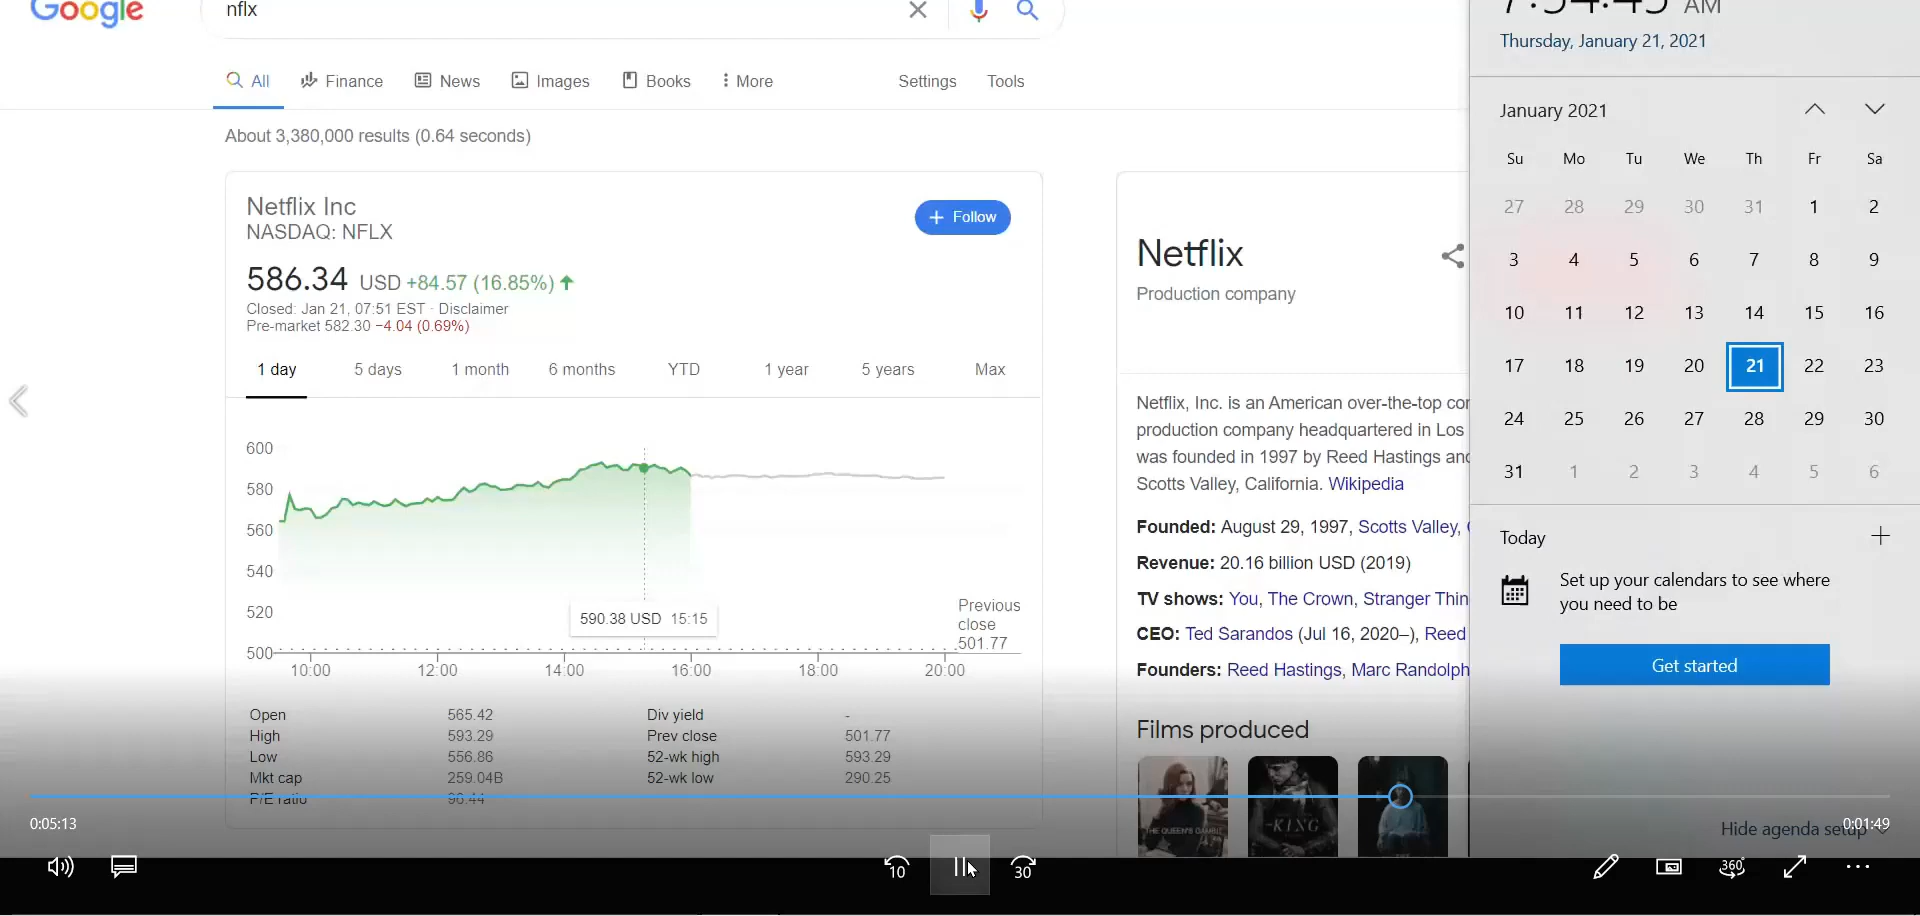 Google
nflx
All
Finance
News
Images
Books
More
Settings
Tools
About 3,380,000 results (0.64 seconds)
Netflix Inc
NASDAQ: NFLX
Follow
586.34 USD +84.57 (16.85%)
Closed: Jan 21, 07:51 EST · Disclaimer
Pre-market 582.30 −4.04 (0.69%)
1 day
5 days
1 month
6 months
YTD
1 year
5 years
Max
600
580
560
540
520
500
590.38 USD 15:15
Previous
close
501.77
10:00
12:00
14:00
16:00
18:00
20:00
Open 565.42
High 593.29
Low 556.86
Mkt cap 259.04B
P/E ratio 96.44
Div yield -
Prev close 501.77
52-wk high 593.29
52-wk low 290.25
Netflix
Production company
Netflix, Inc. is an American over-the-top
production company headquartered in Los
was founded in 1997 by Reed Hastings
Scotts Valley, California. Wikipedia
Founded: August 29, 1997, Scotts Valley,
Revenue: 20.16 billion USD (2019)
TV shows: You, The Crown, Stranger Thin
CEO: Ted Sarandos (Jul 16, 2020–), Reed
Founders: Reed Hastings, Marc Randolph
Films produced
THE QUEEN'S GAMBIT
KING
7:54:45 AM
Thursday, January 21, 2021
January 2021
Su Mo Tu We Th Fr Sa
27 28 29 30 31 1 2
3 4 5 6 7 8 9
10 11 12 13 14 15 16
17 18 19 20 21 22 23
24 25 26 27 28 29 30
31 1 2 3 4 5 6
Today
Set up your calendars to see where
you need to be
Get started
Hide agenda setup
0:05:13
0:01:49
10
30
360°